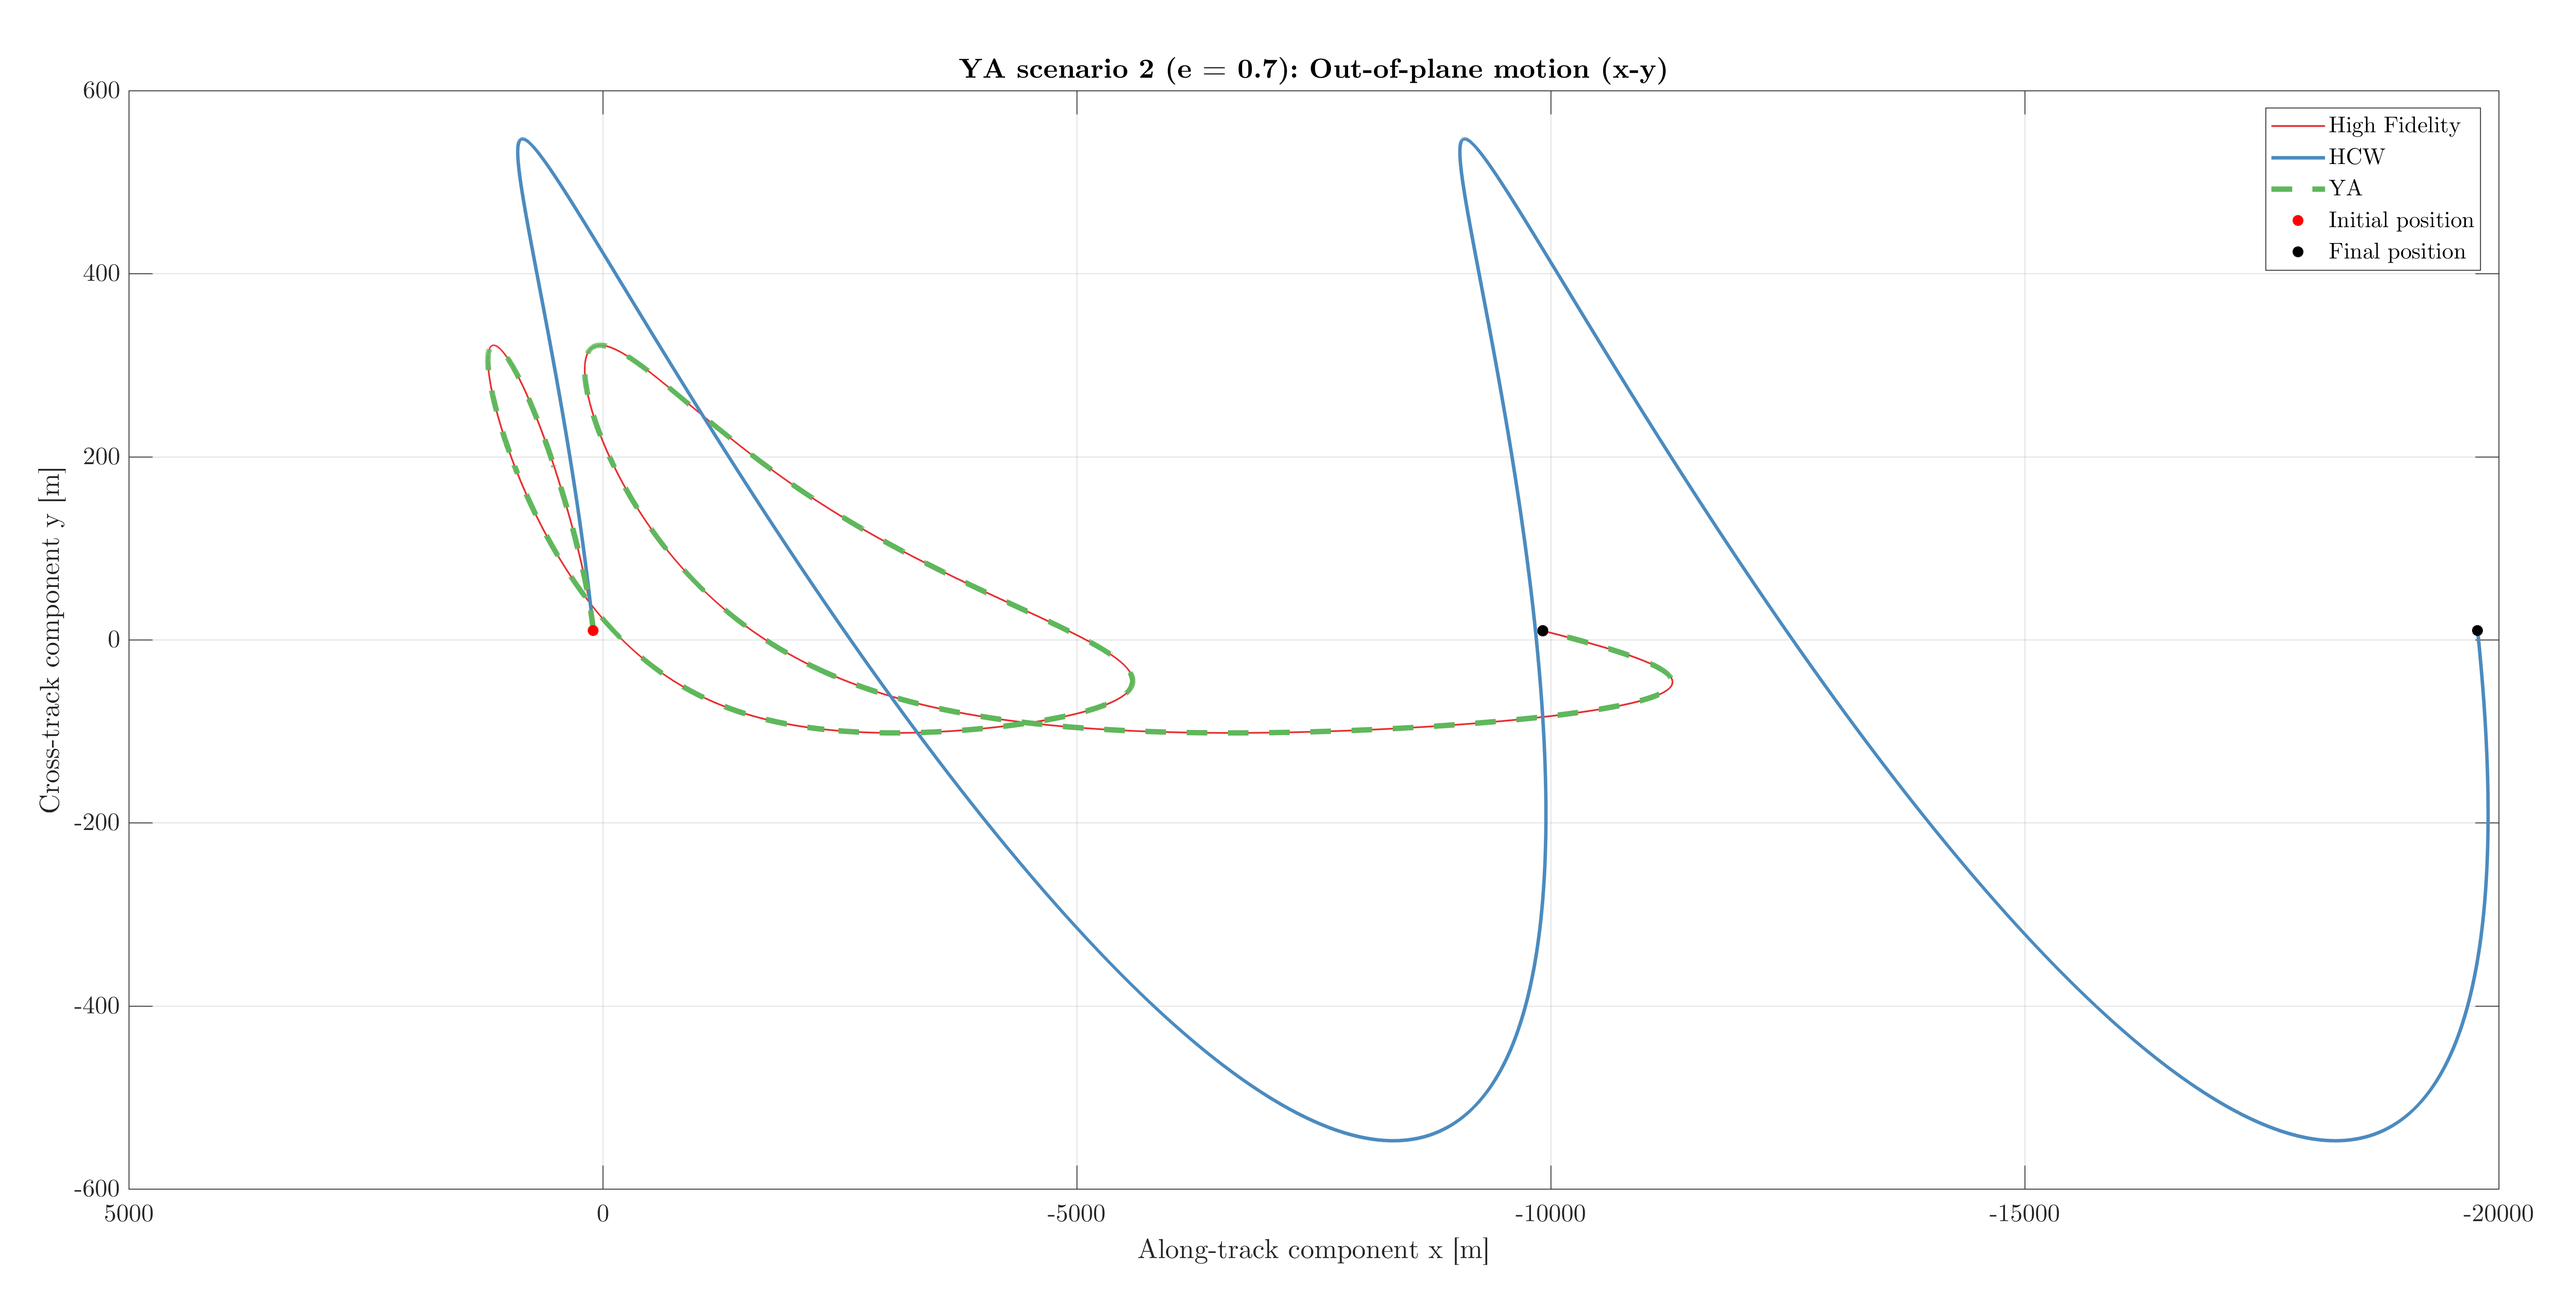 YA scenario 2 (e = 0.7): Out-of-plane motion (x-y)
High Fidelity
HCW
YA
Initial position
Final position
Cross-track component y [m]
600
400
200
0
-200
-400
-600
5000
0
-5000
-10000
-15000
-20000
Along-track component x [m]